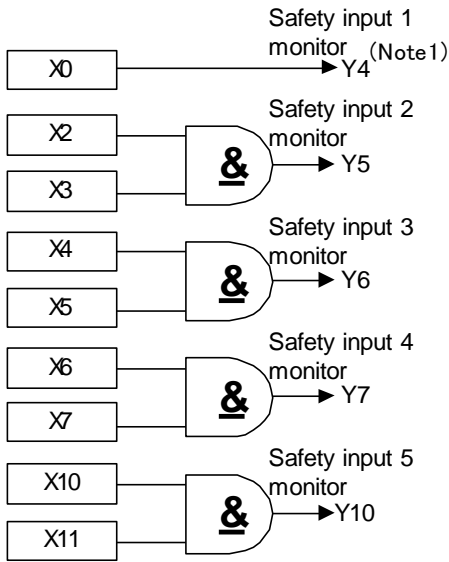 Safety input 1
monitor (Note1)
X0
Y4
Safety input 2
monitor
X2
&
Y5
X3
Safety input 3
monitor
X4
&
Y6
X5
Safety input 4
monitor
X6
&
Y7
X7
Safety input 5
monitor
X10
&
Y10
X11